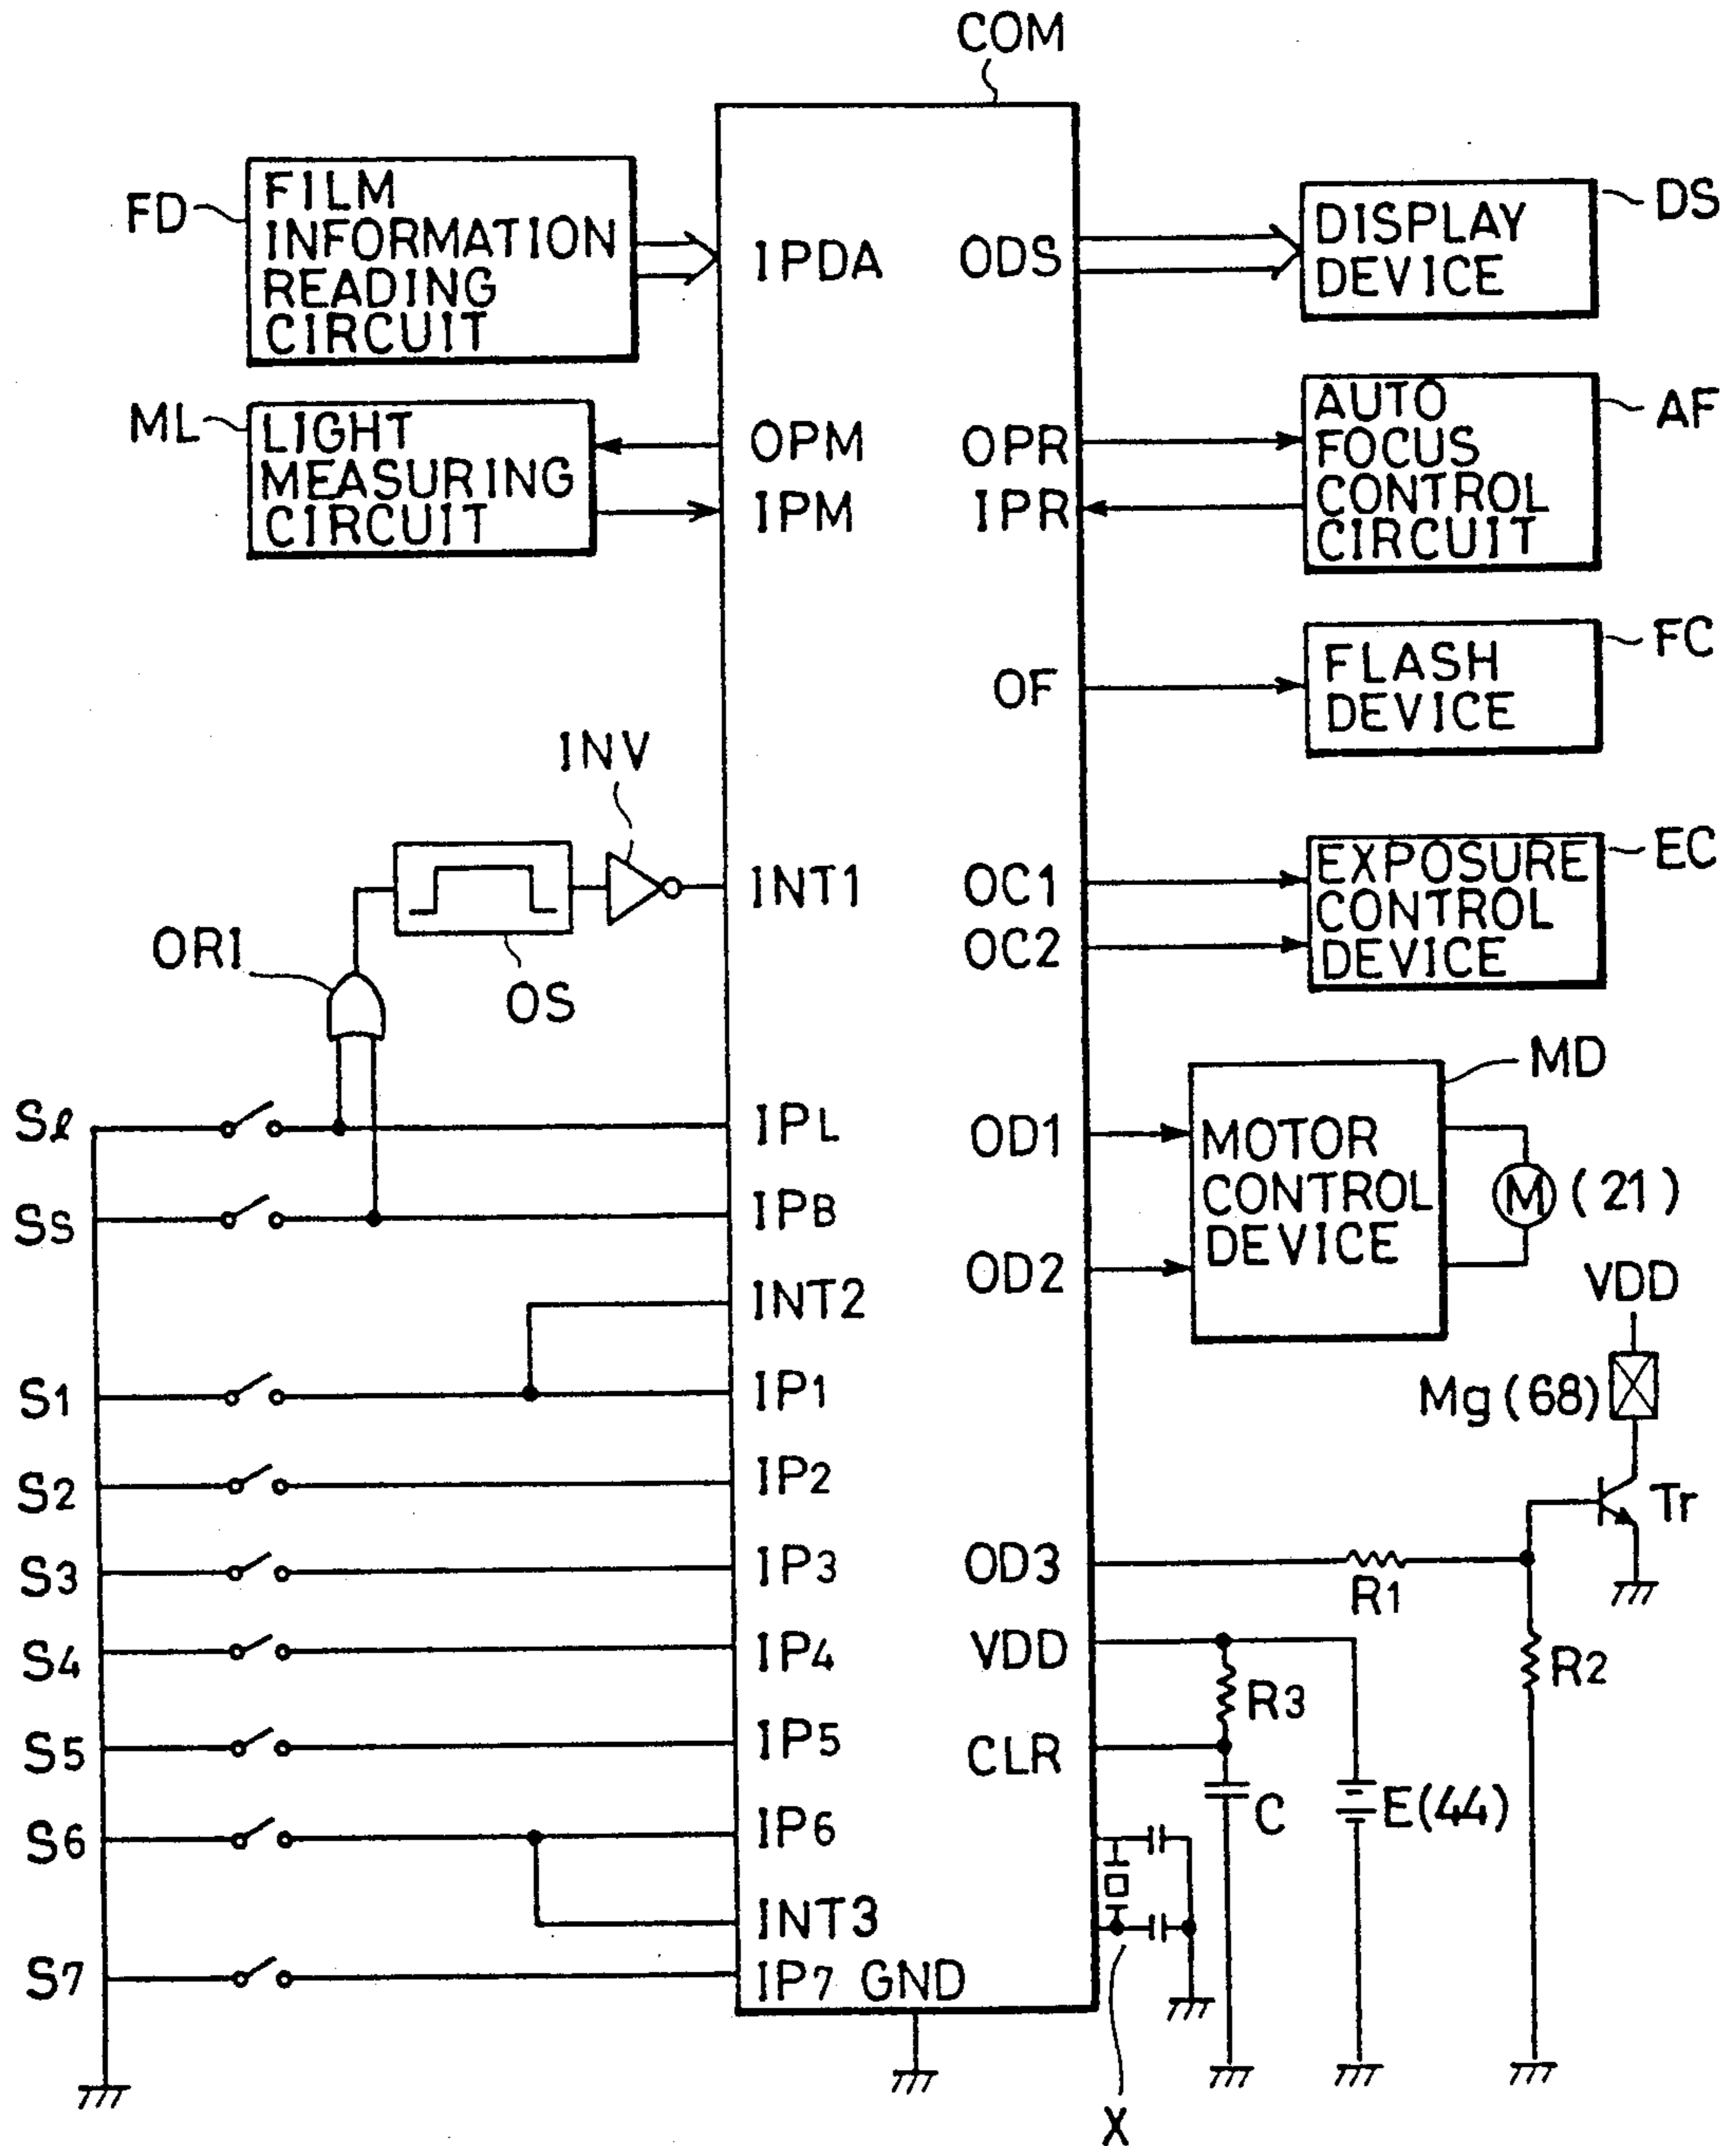 COM
FD
FILM
INFORMATION
READING
CIRCUIT
IPDA
ODS
DISPLAY
DEVICE
DS
ML
LIGHT
MEASURING
CIRCUIT
OPM
IPM
OPR
IPR
AUTO
FOCUS
CONTROL
CIRCUIT
AF
OF
FLASH
DEVICE
FC
INV
INT1
OC1
OC2
EXPOSURE
CONTROL
DEVICE
EC
ORI
OS
Sℓ
IPL
OD1
MOTOR
CONTROL
DEVICE
MD
M (21)
SS
IPB
INT2
OD2
VDD
S1
IP1
Mg (68)
S2
IP2
Tr
S3
IP3
OD3
R1
S4
IP4
VDD
R3
R2
S5
IP5
CLR
C
E(44)
S6
IP6
INT3
S7
IP7 GND
X